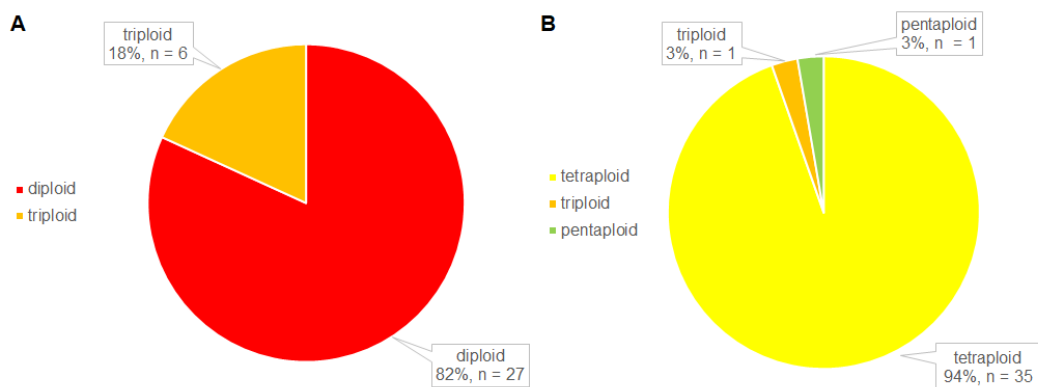 A
triploid
18%, n = 6
diploid
triploid
diploid
82%, n = 27
B
triploid
3%, n = 1
pentaploid
3%, n  = 1
tetraploid
triploid
pentaploid
tetraploid
94%, n = 35